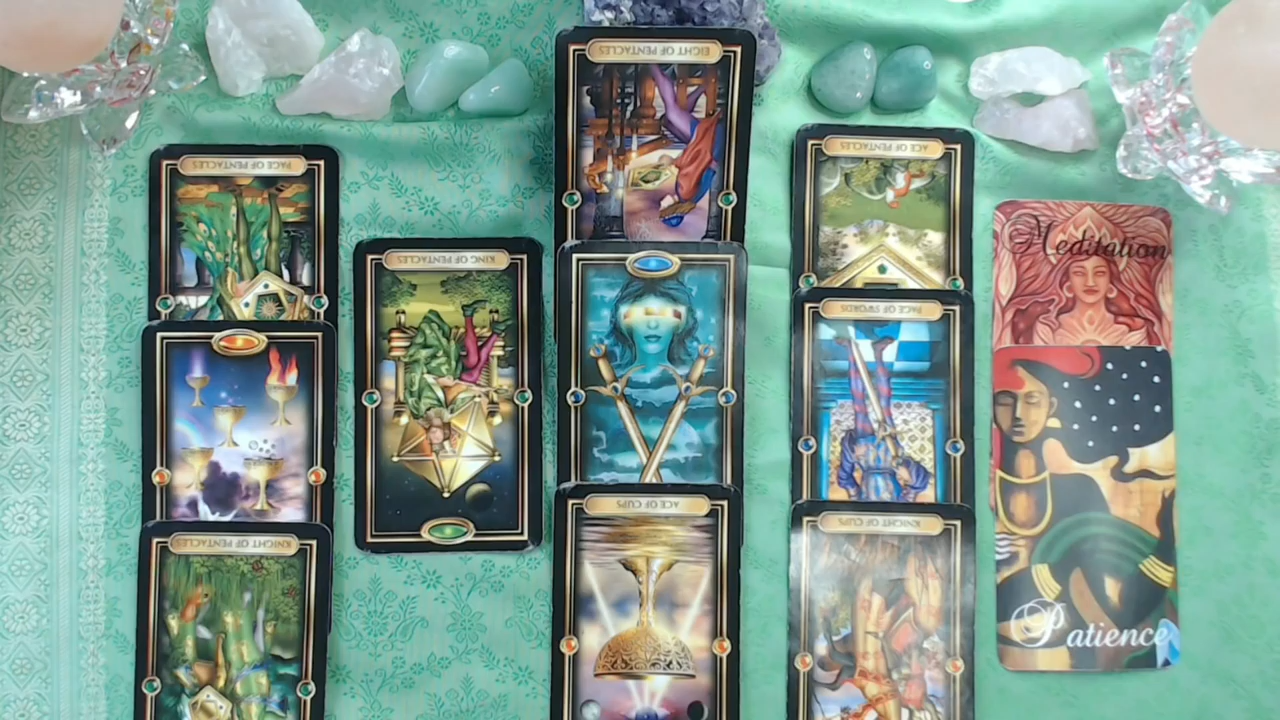 EIGHT OF PENTACLES
PAGE OF PENTACLES
ACE OF PENTACLES
KING OF PENTACLES
PAGE OF SWORDS
KNIGHT OF PENTACLES
ACE OF CUPS
KNIGHT OF CUPS
Meditation
Patience